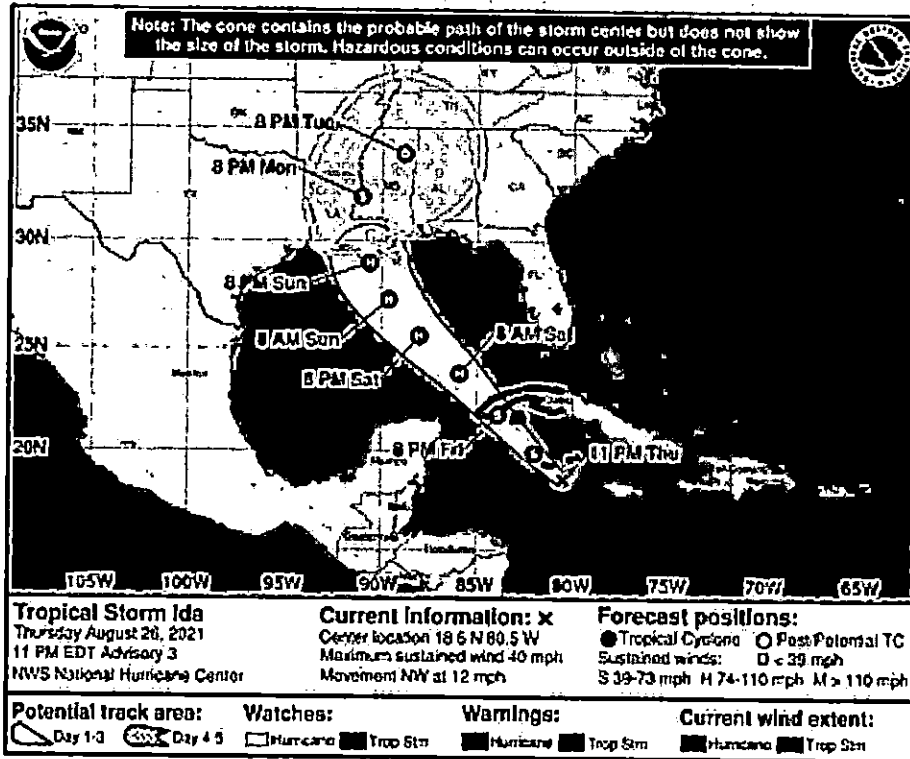 Note: The cone contains the probable path of the storm center but does not show
the size of the storm. Hazardous conditions can occur outside of the cone.
35N
8 PM Tue
8 PM Mon
30N
8 PM Sun
8 AM Sun
8 AM Sat
25N
8 PM Sat
20N
8 PM Fri
11 PM Thu
105W 100W 95W 90W 85W 80W 75W 70W 65W
Tropical Storm Ida
Thursday August 26, 2021
11 PM EDT Advisory 3
NWS National Hurricane Center
Current information: x
Center location 18.6 N 80.5 W
Maximum sustained wind 40 mph
Movement NW at 12 mph
Forecast positions:
Tropical Cyclone Post/Potential TC
Sustained winds: D < 39 mph
S 39-73 mph H 74-110 mph M > 110 mph
Potential track area:
Day 1-3 Day 4-5
Watches:
Hurricane Trop Stm
Warnings:
Hurricane Trop Stm
Current wind extent:
Hurricane Trop Stm